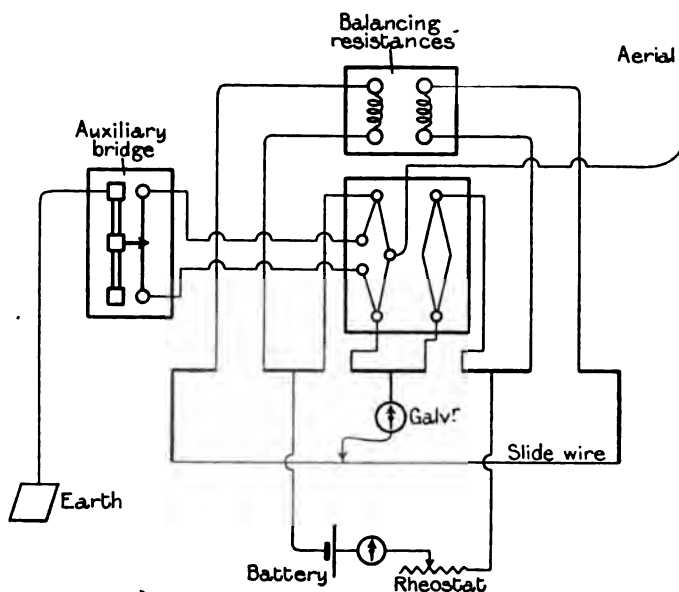 Balancing
resistances
Aerial
Auxiliary
bridge
Galvr
Slide wire
Earth
Battery
Rheostat